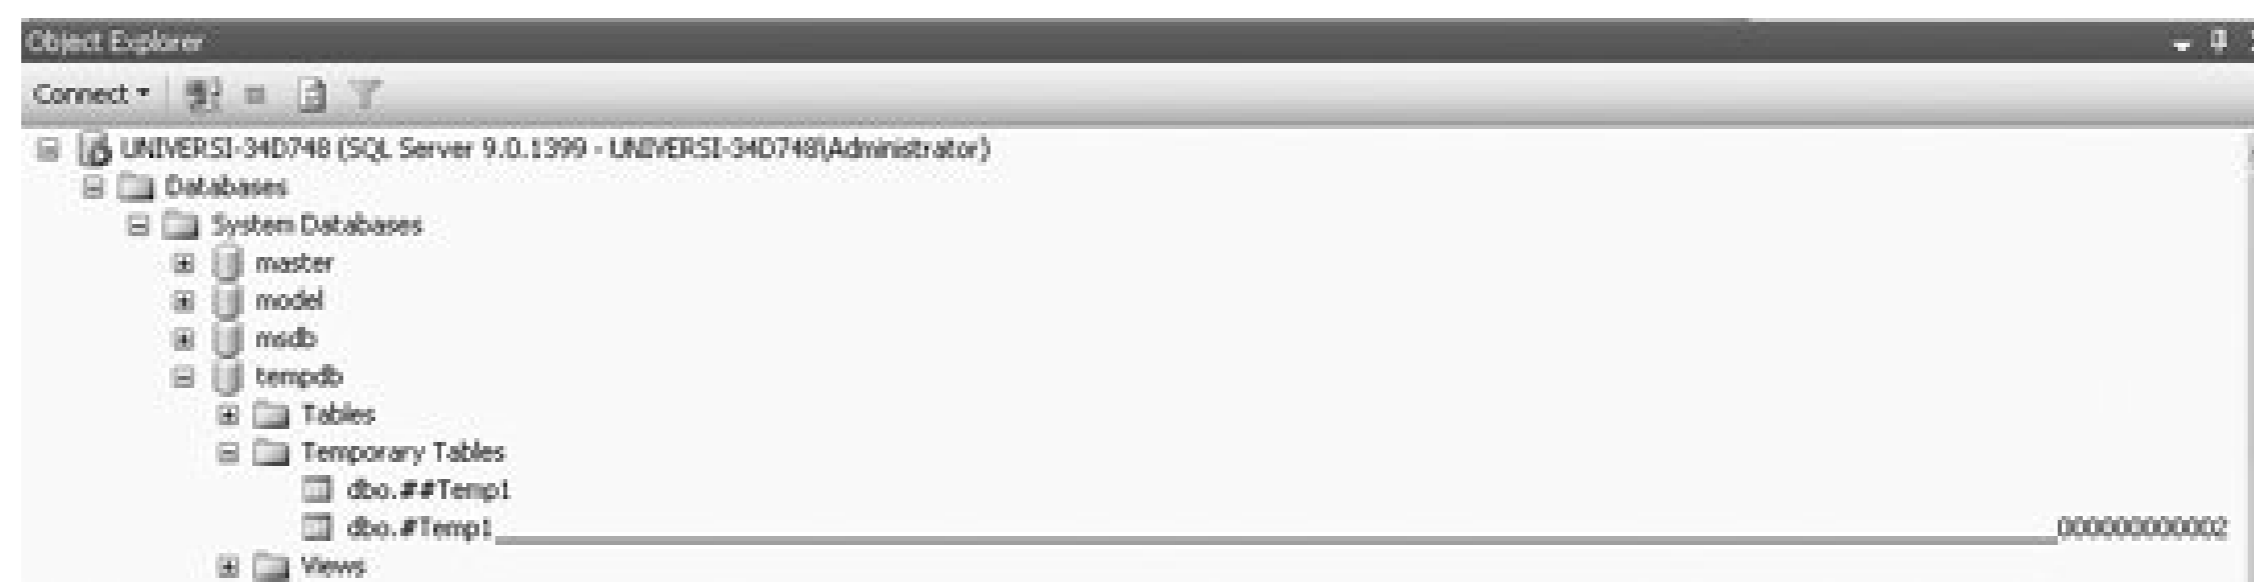 Object Explorer
Connect
UNIVERSI-34D748 (SQL Server 9.0.1399 - UNIVERSI-34D748\Administrator)
Databases
System Databases
master
model
msdb
tempdb
Tables
Temporary Tables
dbo.##Temp1
dbo.#Temp1____________________________________________________________________________________________________________000000000002
Views